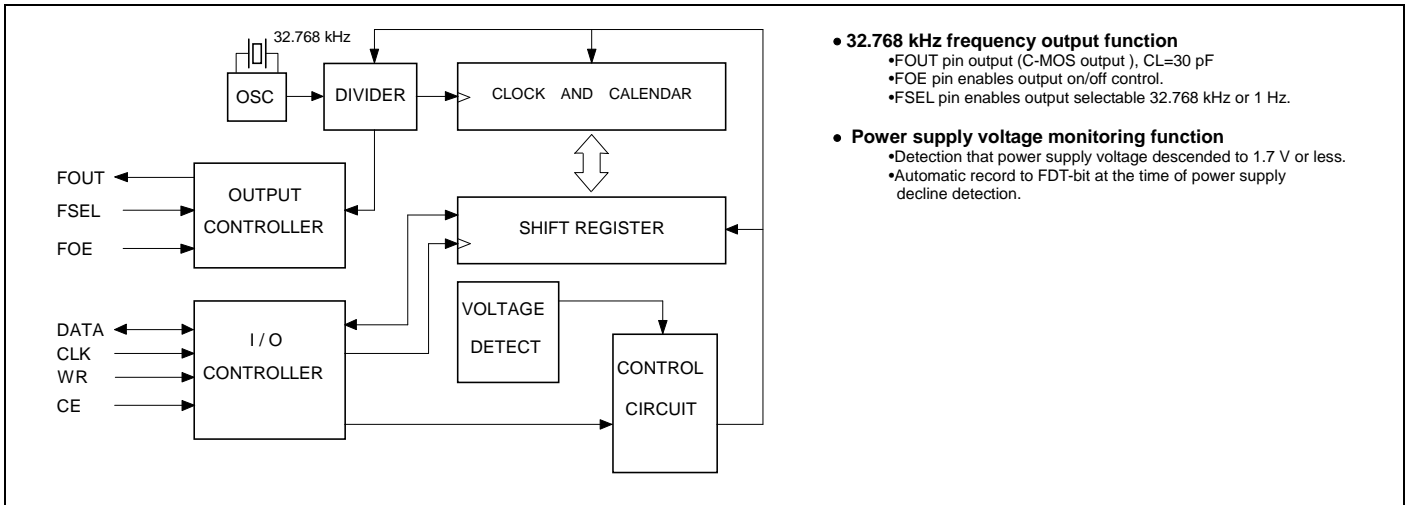 32.768 kHz
OSC
DIVIDER
CLOCK AND CALENDAR
FOUT
FSEL
FOE
OUTPUT
CONTROLLER
SHIFT REGISTER
DATA
CLK
WR
CE
I / O
CONTROLLER
VOLTAGE
DETECT
CONTROL
CIRCUIT
• 32.768 kHz frequency output function
•FOUT pin output (C-MOS output ), CL=30 pF
•FOE pin enables output on/off control.
•FSEL pin enables output selectable 32.768 kHz or 1 Hz.
• Power supply voltage monitoring function
•Detection that power supply voltage descended to 1.7 V or less.
•Automatic record to FDT-bit at the time of power supply
decline detection.